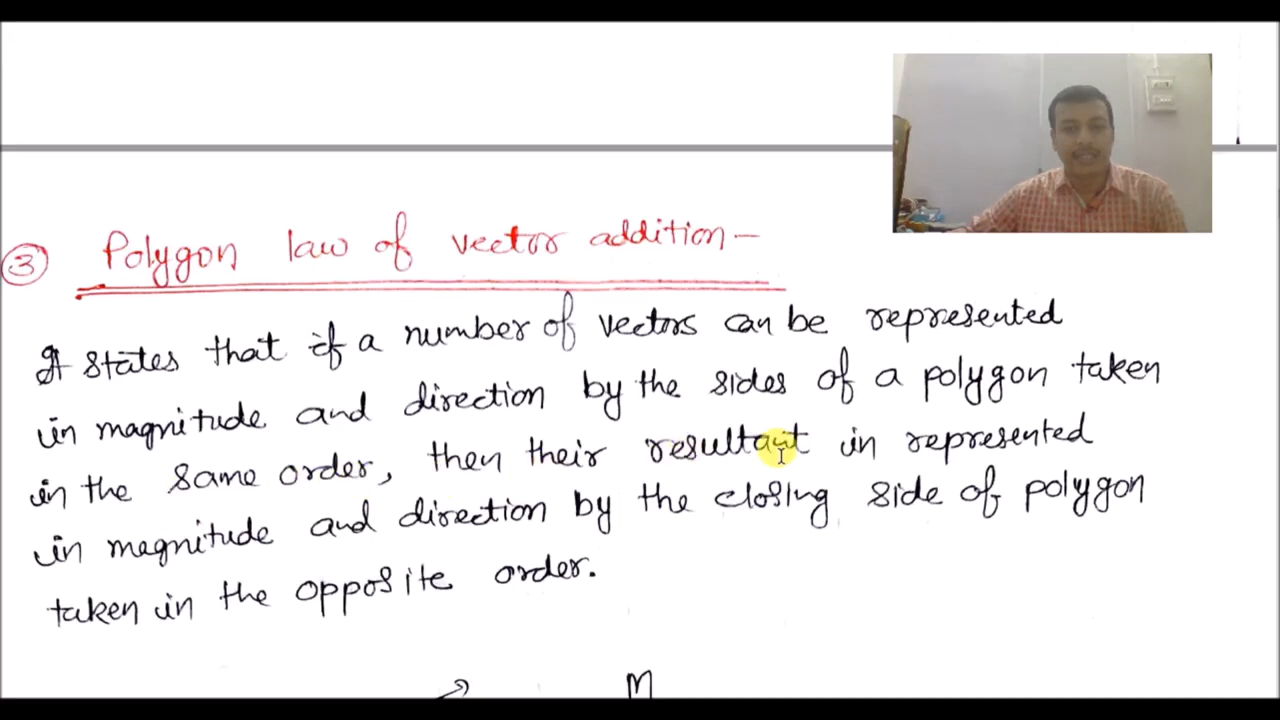 ③ Polygon law of vector addition —
It states that if a number of vectors can be represented
in magnitude and direction by the sides of a polygon taken
in the same order, then their resultant in represented
in magnitude and direction by the closing side of polygon
taken in the opposite order.
M